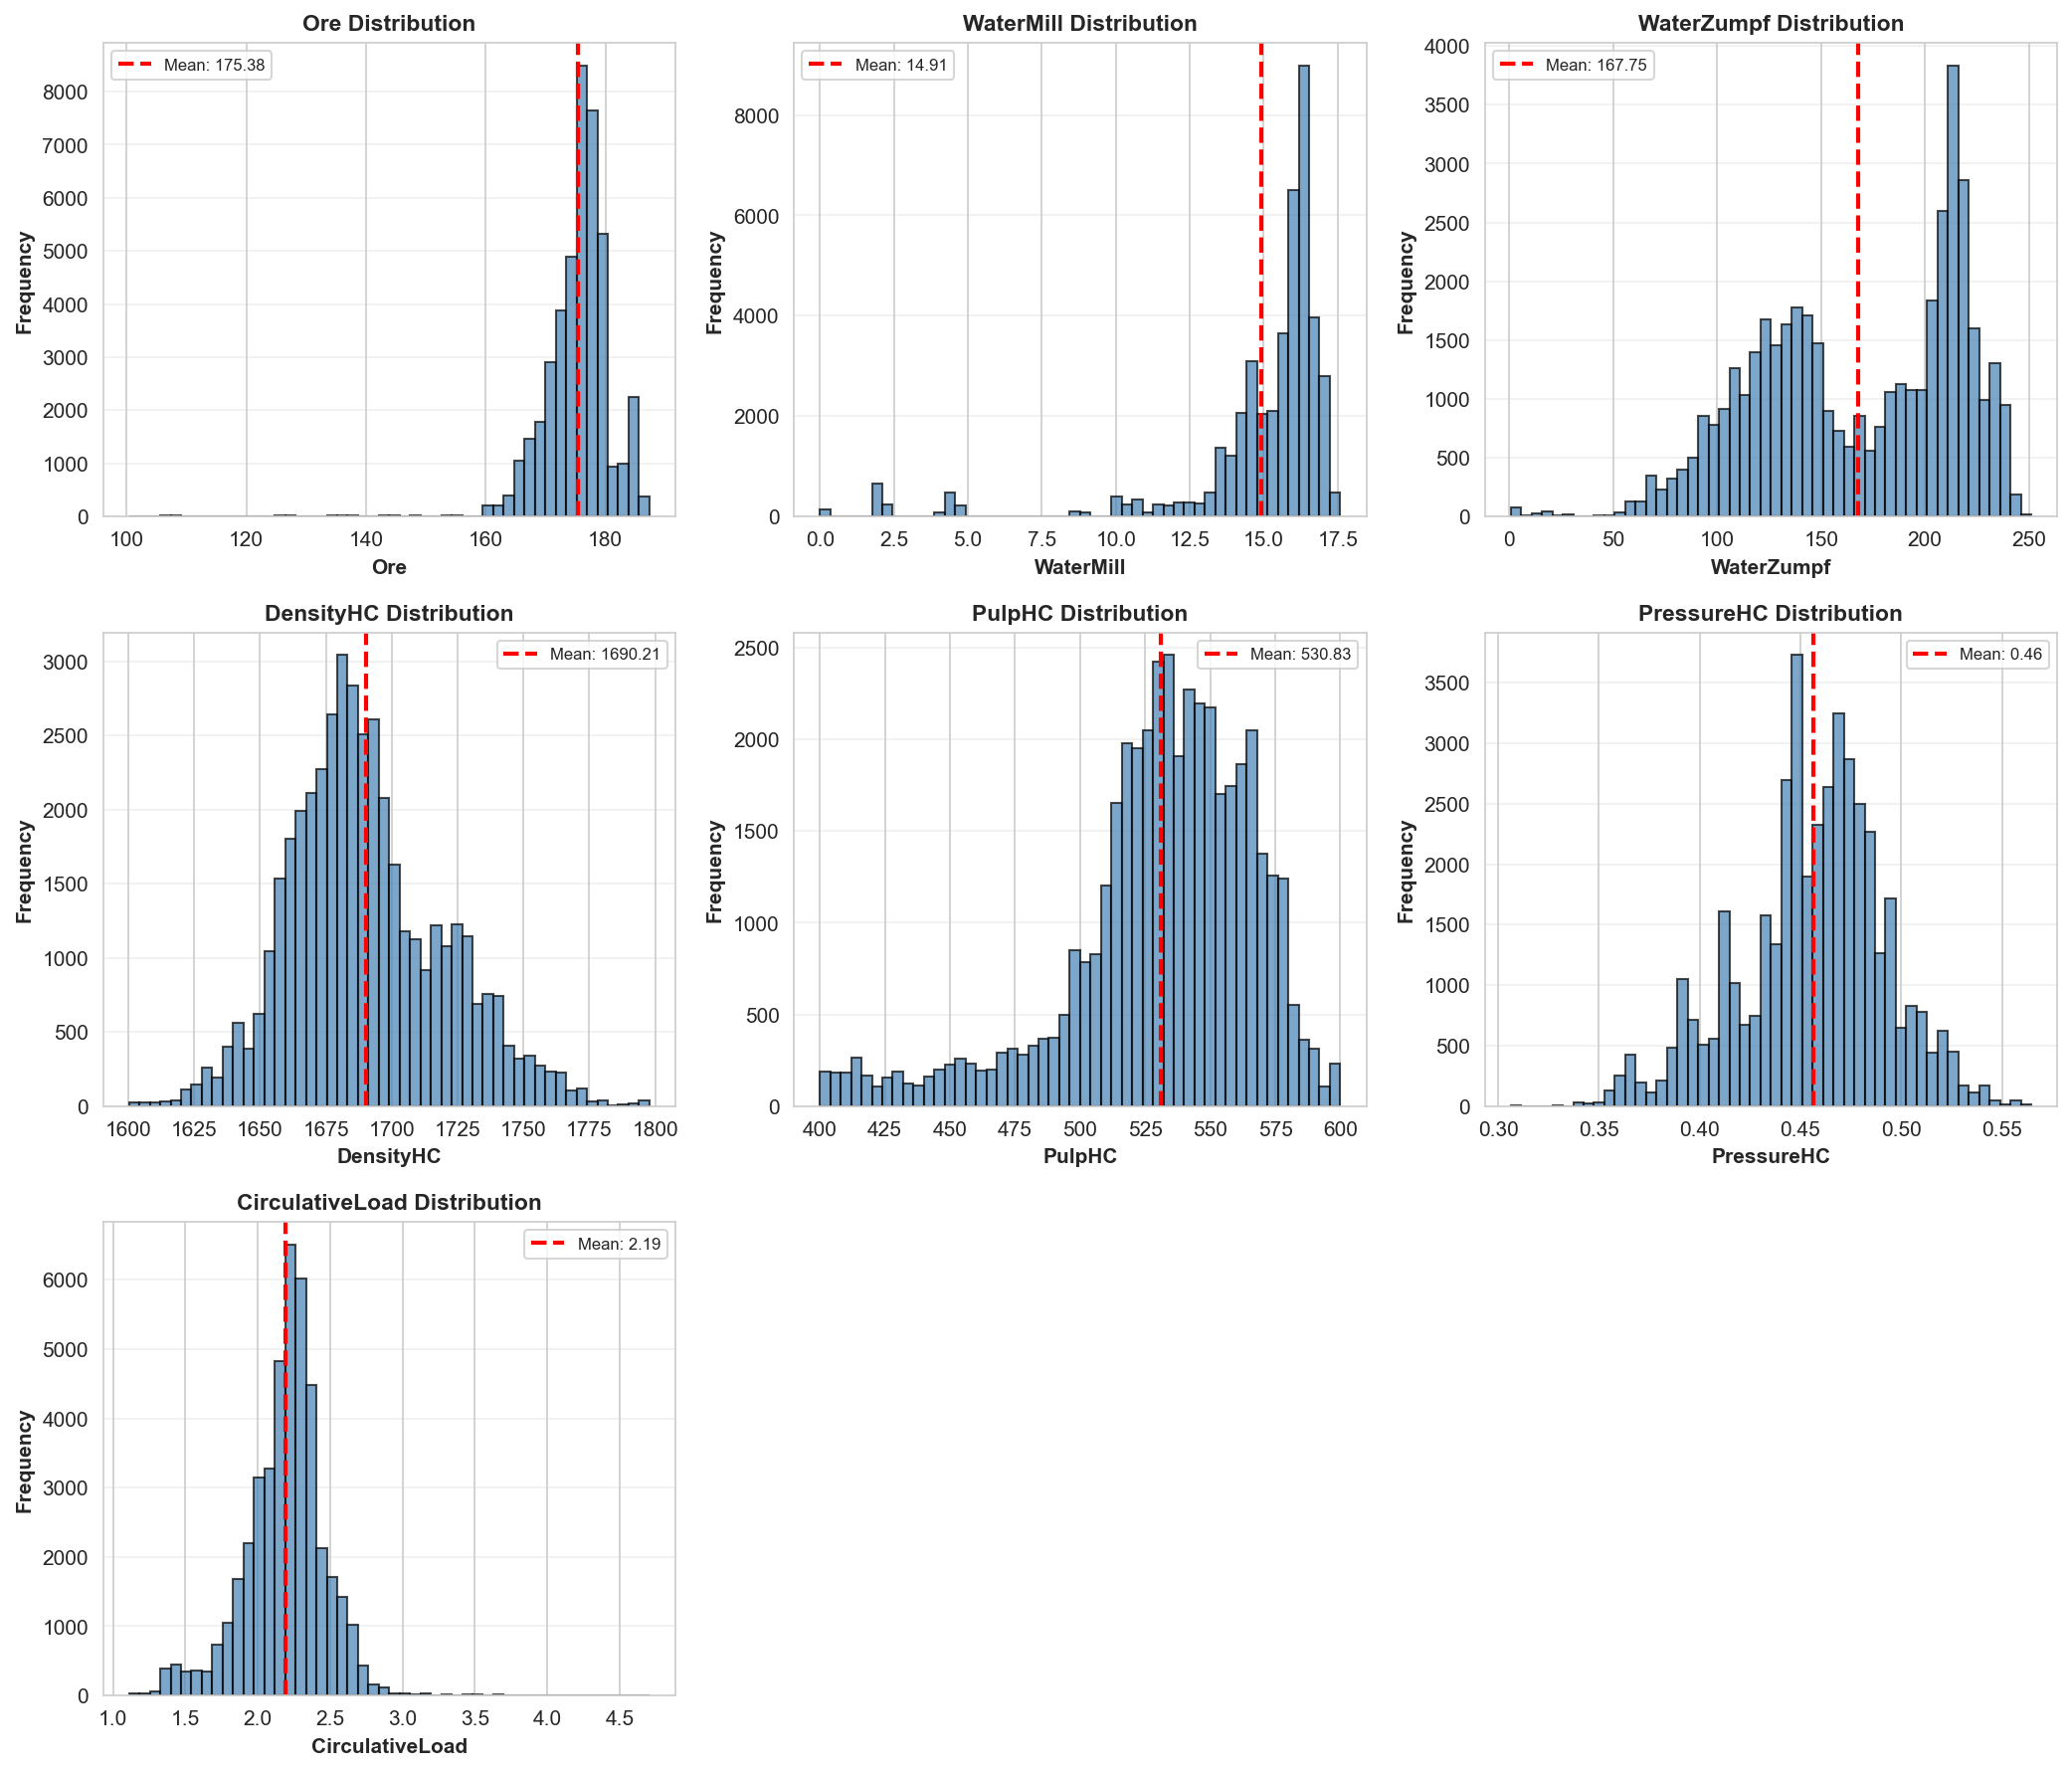 Ore Distribution
Mean: 175.38
8000
7000
6000
5000
4000
3000
2000
1000
0
Frequency
100 120 140 160 180
Ore
WaterMill Distribution
Mean: 14.91
8000
6000
4000
2000
0
Frequency
0.0 2.5 5.0 7.5 10.0 12.5 15.0 17.5
WaterMill
WaterZumpf Distribution
Mean: 167.75
4000
3500
3000
2500
2000
1500
1000
500
0
Frequency
0 50 100 150 200 250
WaterZumpf
DensityHC Distribution
Mean: 1690.21
3000
2500
2000
1500
1000
500
0
Frequency
1600 1625 1650 1675 1700 1725 1750 1775 1800
DensityHC
PulpHC Distribution
Mean: 530.83
2500
2000
1500
1000
500
0
Frequency
400 425 450 475 500 525 550 575 600
PulpHC
PressureHC Distribution
Mean: 0.46
3500
3000
2500
2000
1500
1000
500
0
Frequency
0.30 0.35 0.40 0.45 0.50 0.55
PressureHC
CirculativeLoad Distribution
Mean: 2.19
6000
5000
4000
3000
2000
1000
0
Frequency
1.0 1.5 2.0 2.5 3.0 3.5 4.0 4.5
CirculativeLoad